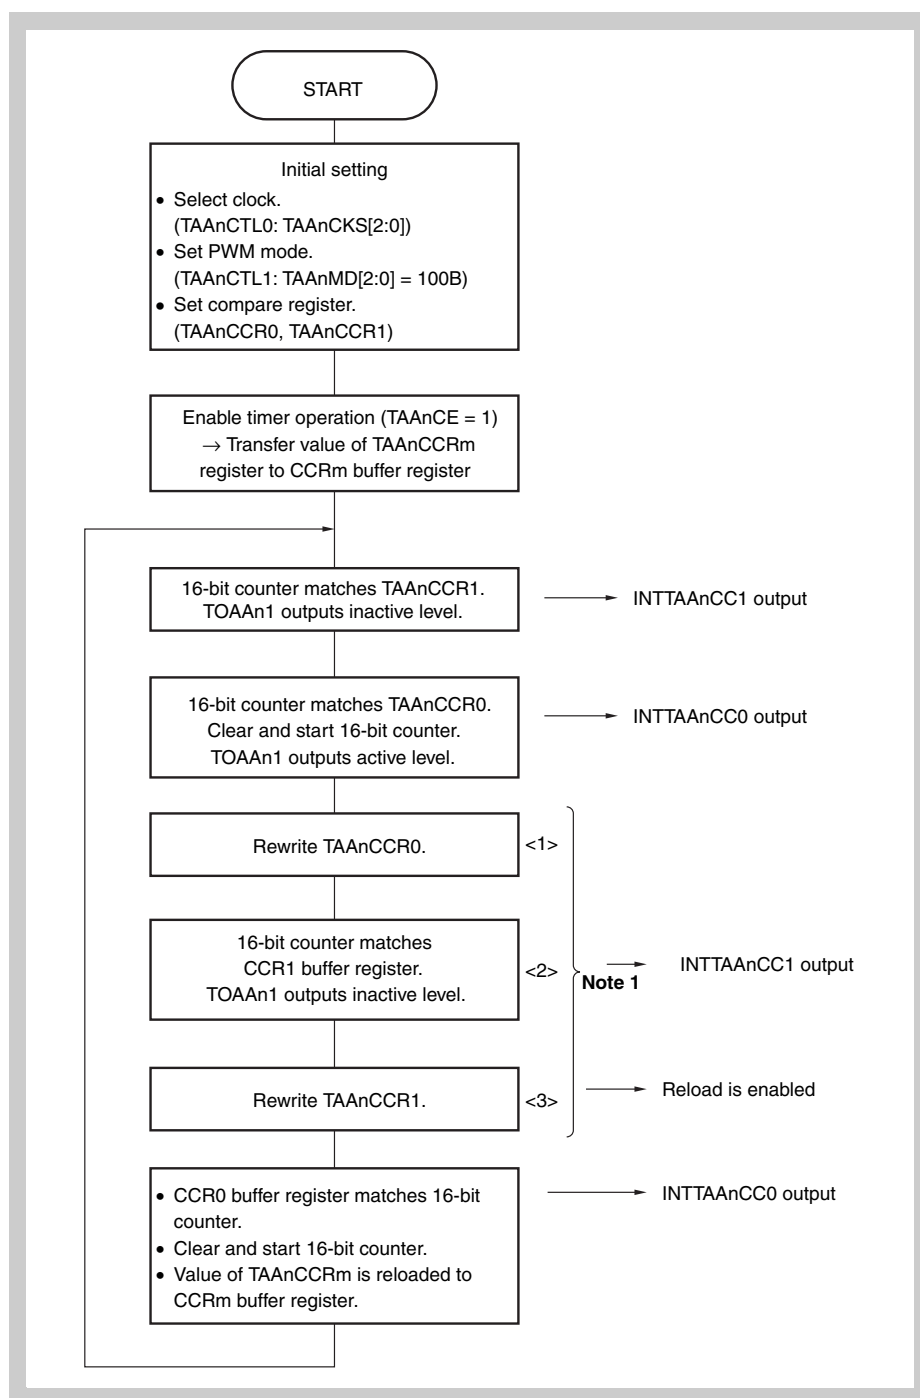 START
Initial setting
• Select clock.
(TAAnCTL0: TAAnCKS[2:0])
• Set PWM mode.
(TAAnCTL1: TAAnMD[2:0] = 100B)
• Set compare register.
(TAAnCCR0, TAAnCCR1)
Enable timer operation (TAAnCE = 1)
→ Transfer value of TAAnCCRm
register to CCRm buffer register
16-bit counter matches TAAnCCR1.
TOAAn1 outputs inactive level.
INTTAAnCC1 output
16-bit counter matches TAAnCCR0.
Clear and start 16-bit counter.
TOAAn1 outputs active level.
INTTAAnCC0 output
Rewrite TAAnCCR0.
<1>
16-bit counter matches
CCR1 buffer register.
TOAAn1 outputs inactive level.
<2>
Note 1
INTTAAnCC1 output
Rewrite TAAnCCR1.
<3>
Reload is enabled
• CCR0 buffer register matches 16-bit
counter.
• Clear and start 16-bit counter.
• Value of TAAnCCRm is reloaded to
CCRm buffer register.
INTTAAnCC0 output